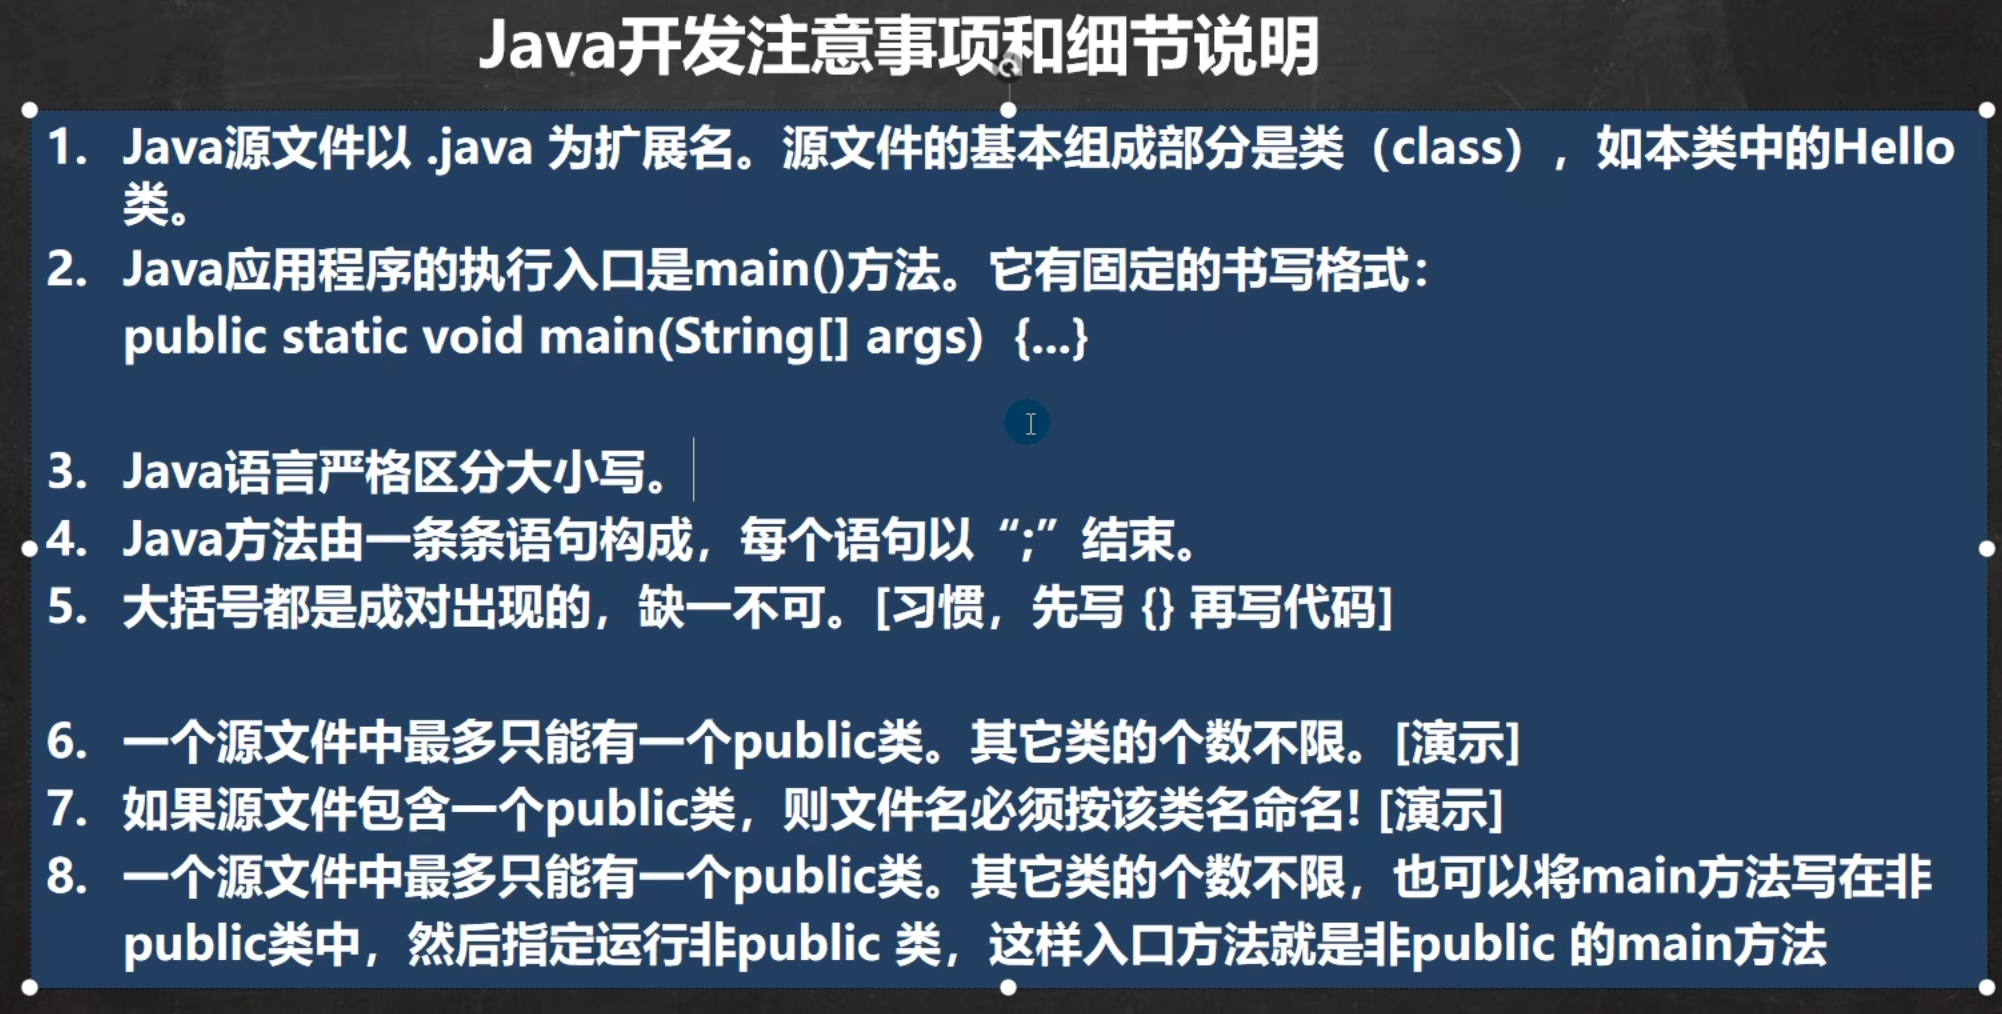 Java开发注意事项和细节说明
1. Java源文件以 .java 为扩展名。源文件的基本组成部分是类（class），如本类中的Hello
类。
2. Java应用程序的执行入口是main()方法。它有固定的书写格式：
public static void main(String[] args)  {...}
3. Java语言严格区分大小写。
4. Java方法由一条条语句构成，每个语句以“;”结束。
5. 大括号都是成对出现的，缺一不可。[习惯，先写 {} 再写代码]
6. 一个源文件中最多只能有一个public类。其它类的个数不限。[演示]
7. 如果源文件包含一个public类，则文件名必须按该类名命名! [演示]
8. 一个源文件中最多只能有一个public类。其它类的个数不限，也可以将main方法写在非
public类中，然后指定运行非public 类，这样入口方法就是非public 的main方法